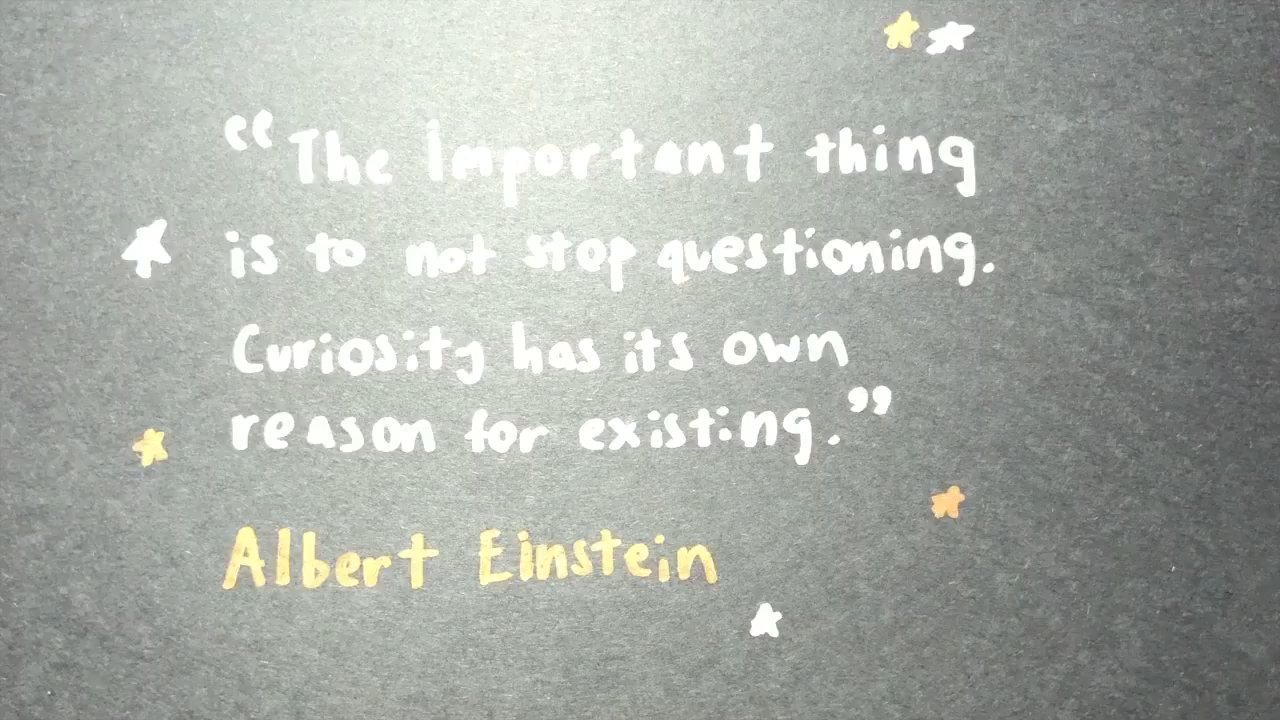 “The important thing
is to not stop questioning.
Curiosity has its own
reason for existing.”
Albert Einstein